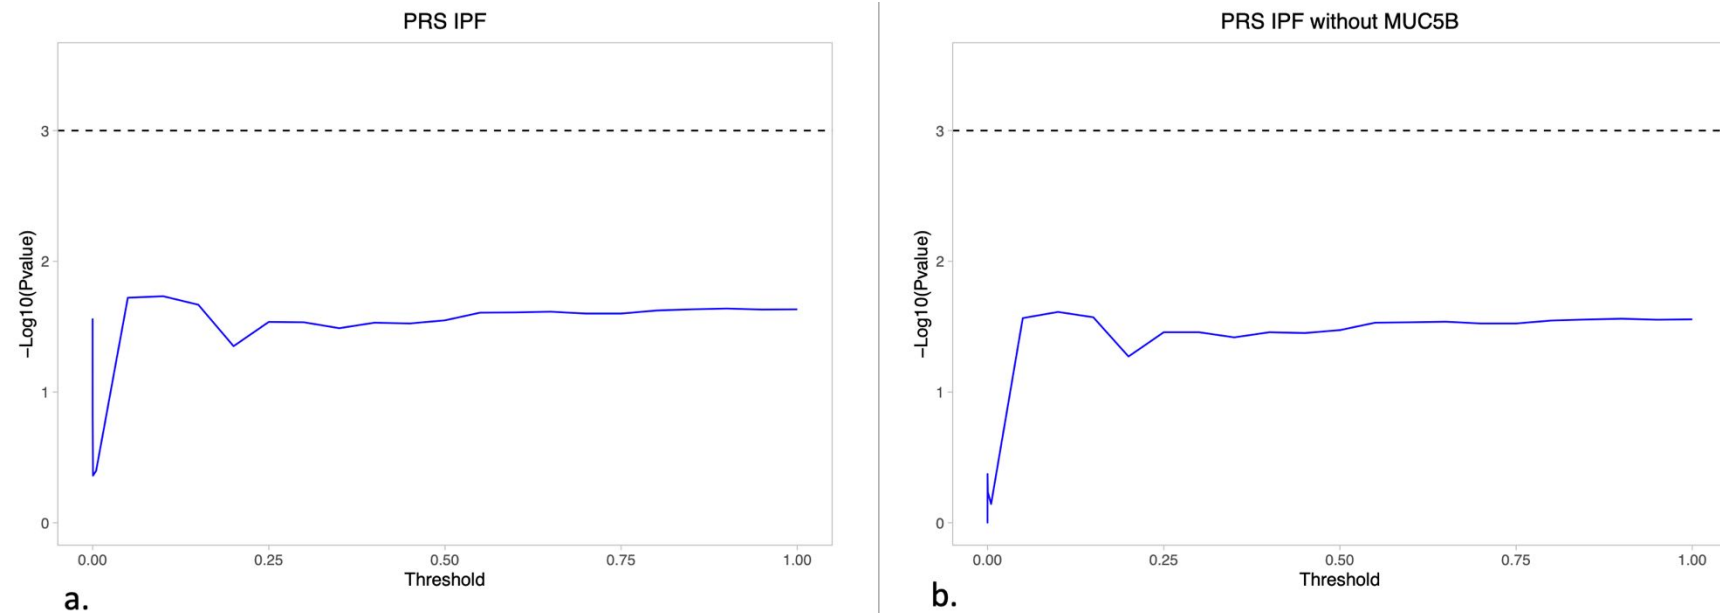 PRS IPF
3
2
1
0
-Log10(Pvalue)
0.00 0.25 0.50 0.75 1.00
Threshold
a.
PRS IPF without MUC5B
3
2
1
0
-Log10(Pvalue)
0.00 0.25 0.50 0.75 1.00
Threshold
b.